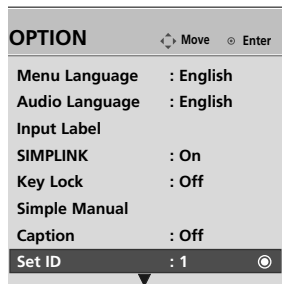 OPTION Move Enter
Menu Language : English
Audio Language : English
Input Label
SIMPLINK : On
Key Lock : Off
Simple Manual
Caption : Off
Set ID : 1